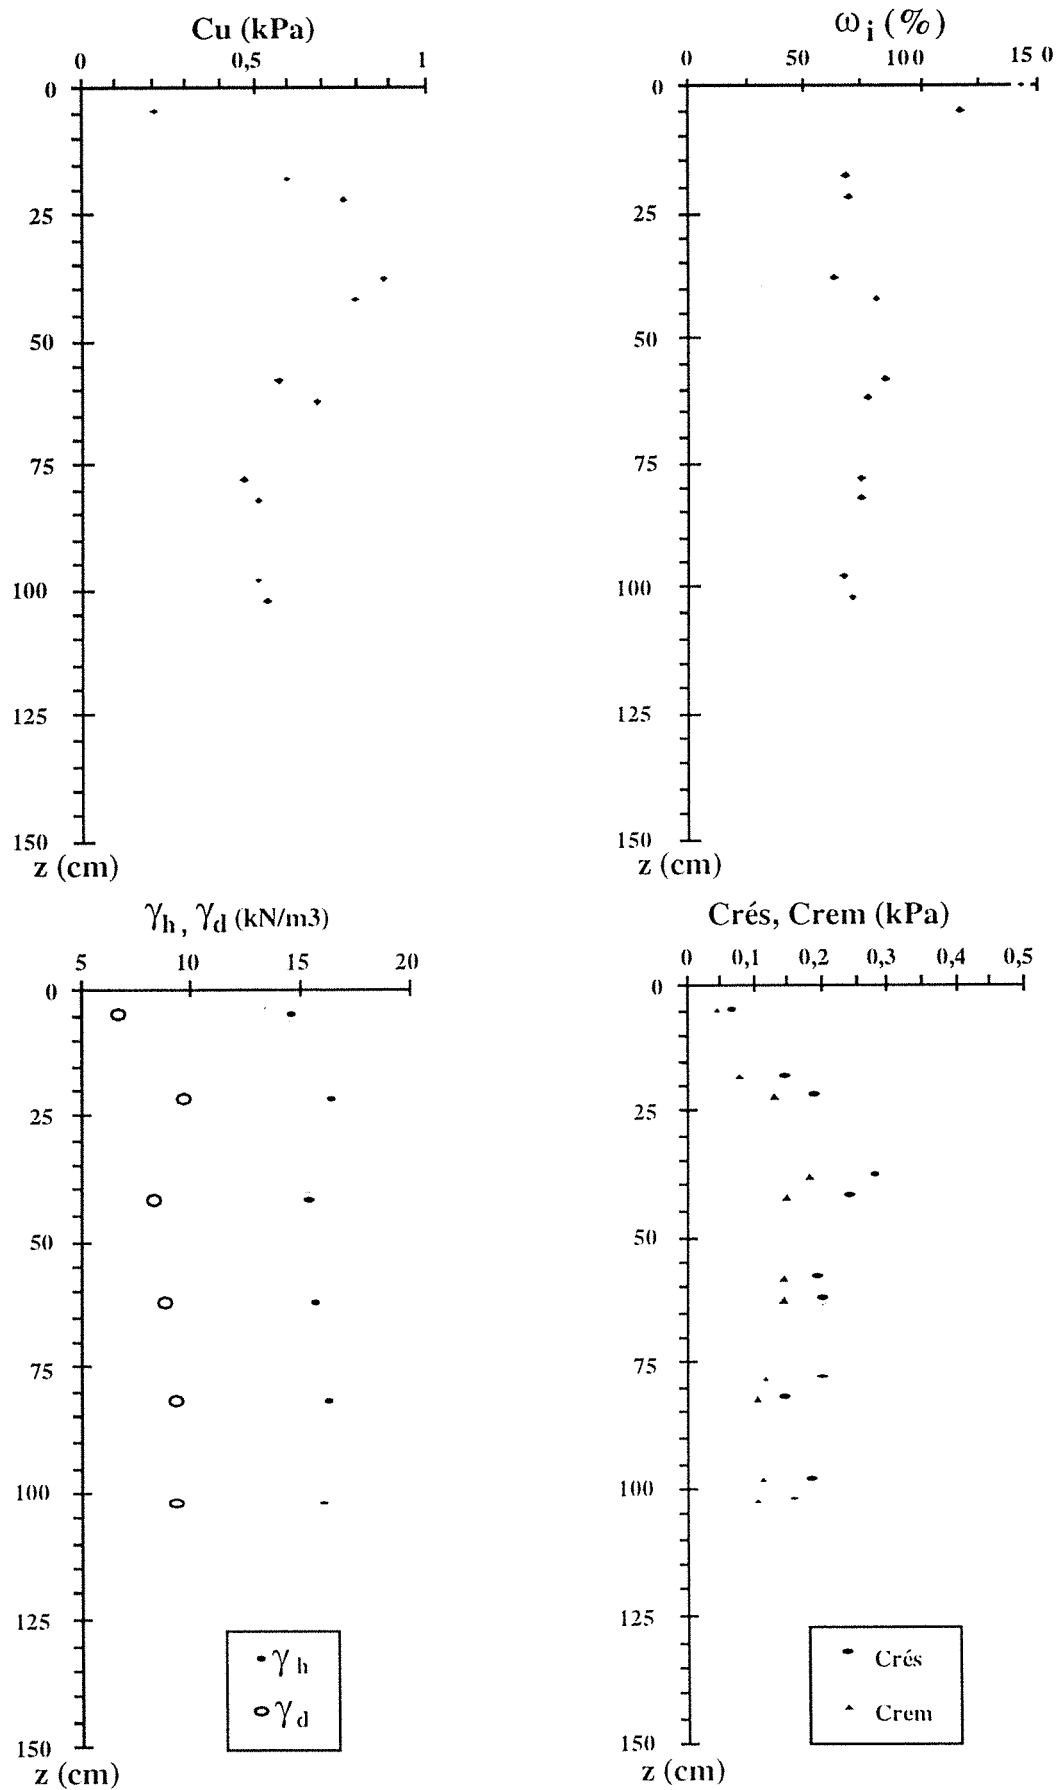 Cu (kPa)
0 0,5 1
0
25
50
75
100
125
150
z (cm)
ω i (%)
0 50 100 15 0
0
25
50
75
100
125
150
z (cm)
γh, γd (kN/m3)
5 10 15 20
0
25
50
75
100
125
150
z (cm)
γ h
γ d
Crés, Crem (kPa)
0 0,1 0,2 0,3 0,4 0,5
0
25
50
75
100
125
150
z (cm)
Crés
Crem